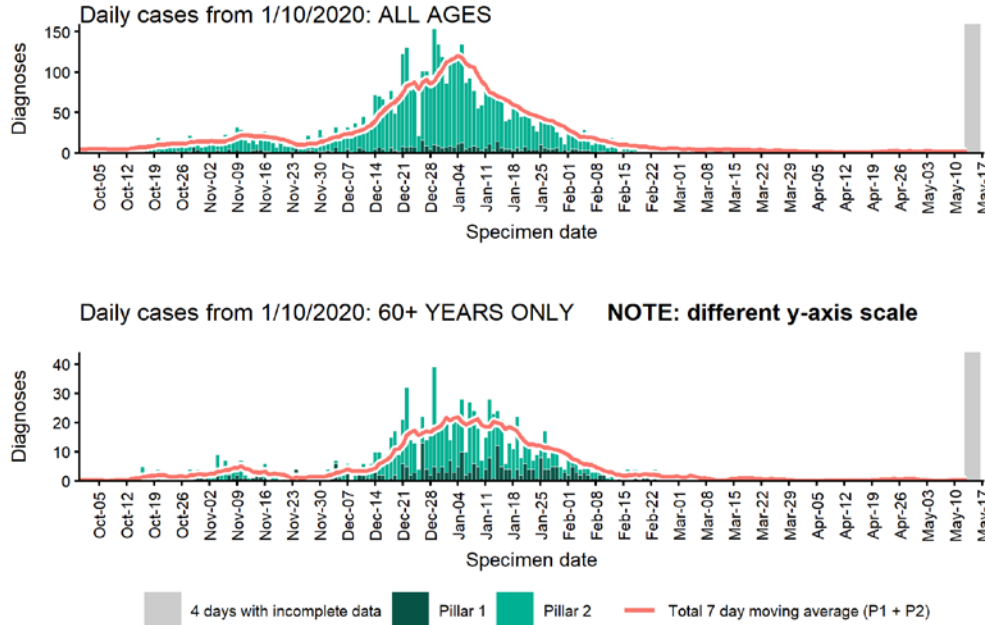 Daily cases from 1/10/2020: ALL AGES
Diagnoses
150
100
50
0
Oct-05 Oct-12 Oct-19 Oct-26 Nov-02 Nov-09 Nov-16 Nov-23 Nov-30 Dec-07 Dec-14 Dec-21 Dec-28 Jan-04 Jan-11 Jan-18 Jan-25 Feb-01 Feb-08 Feb-15 Feb-22 Mar-01 Mar-08 Mar-15 Mar-22 Mar-29 Apr-05 Apr-12 Apr-19 Apr-26 May-03 May-10 May-17
Specimen date
Daily cases from 1/10/2020: 60+ YEARS ONLY NOTE: different y-axis scale
Diagnoses
40
30
20
10
0
Oct-05 Oct-12 Oct-19 Oct-26 Nov-02 Nov-09 Nov-16 Nov-23 Nov-30 Dec-07 Dec-14 Dec-21 Dec-28 Jan-04 Jan-11 Jan-18 Jan-25 Feb-01 Feb-08 Feb-15 Feb-22 Mar-01 Mar-08 Mar-15 Mar-22 Mar-29 Apr-05 Apr-12 Apr-19 Apr-26 May-03 May-10 May-17
Specimen date
4 days with incomplete data Pillar 1 Pillar 2 Total 7 day moving average (P1 + P2)